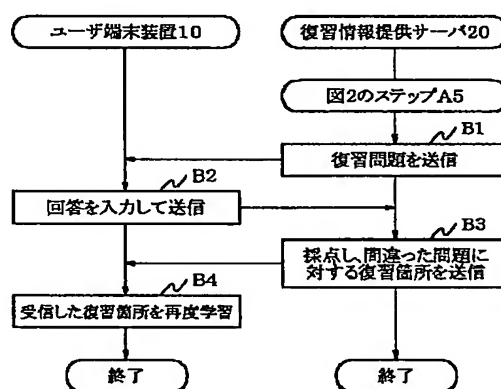 ユーザ端末装置10
復習情報提供サーバ20
図2のステップA5
B1
復習問題を送信
B2
回答を入力して送信
B3
採点し、間違った問題に
対する復習箇所を送信
B4
受信した復習箇所を再度学習
終了
終了